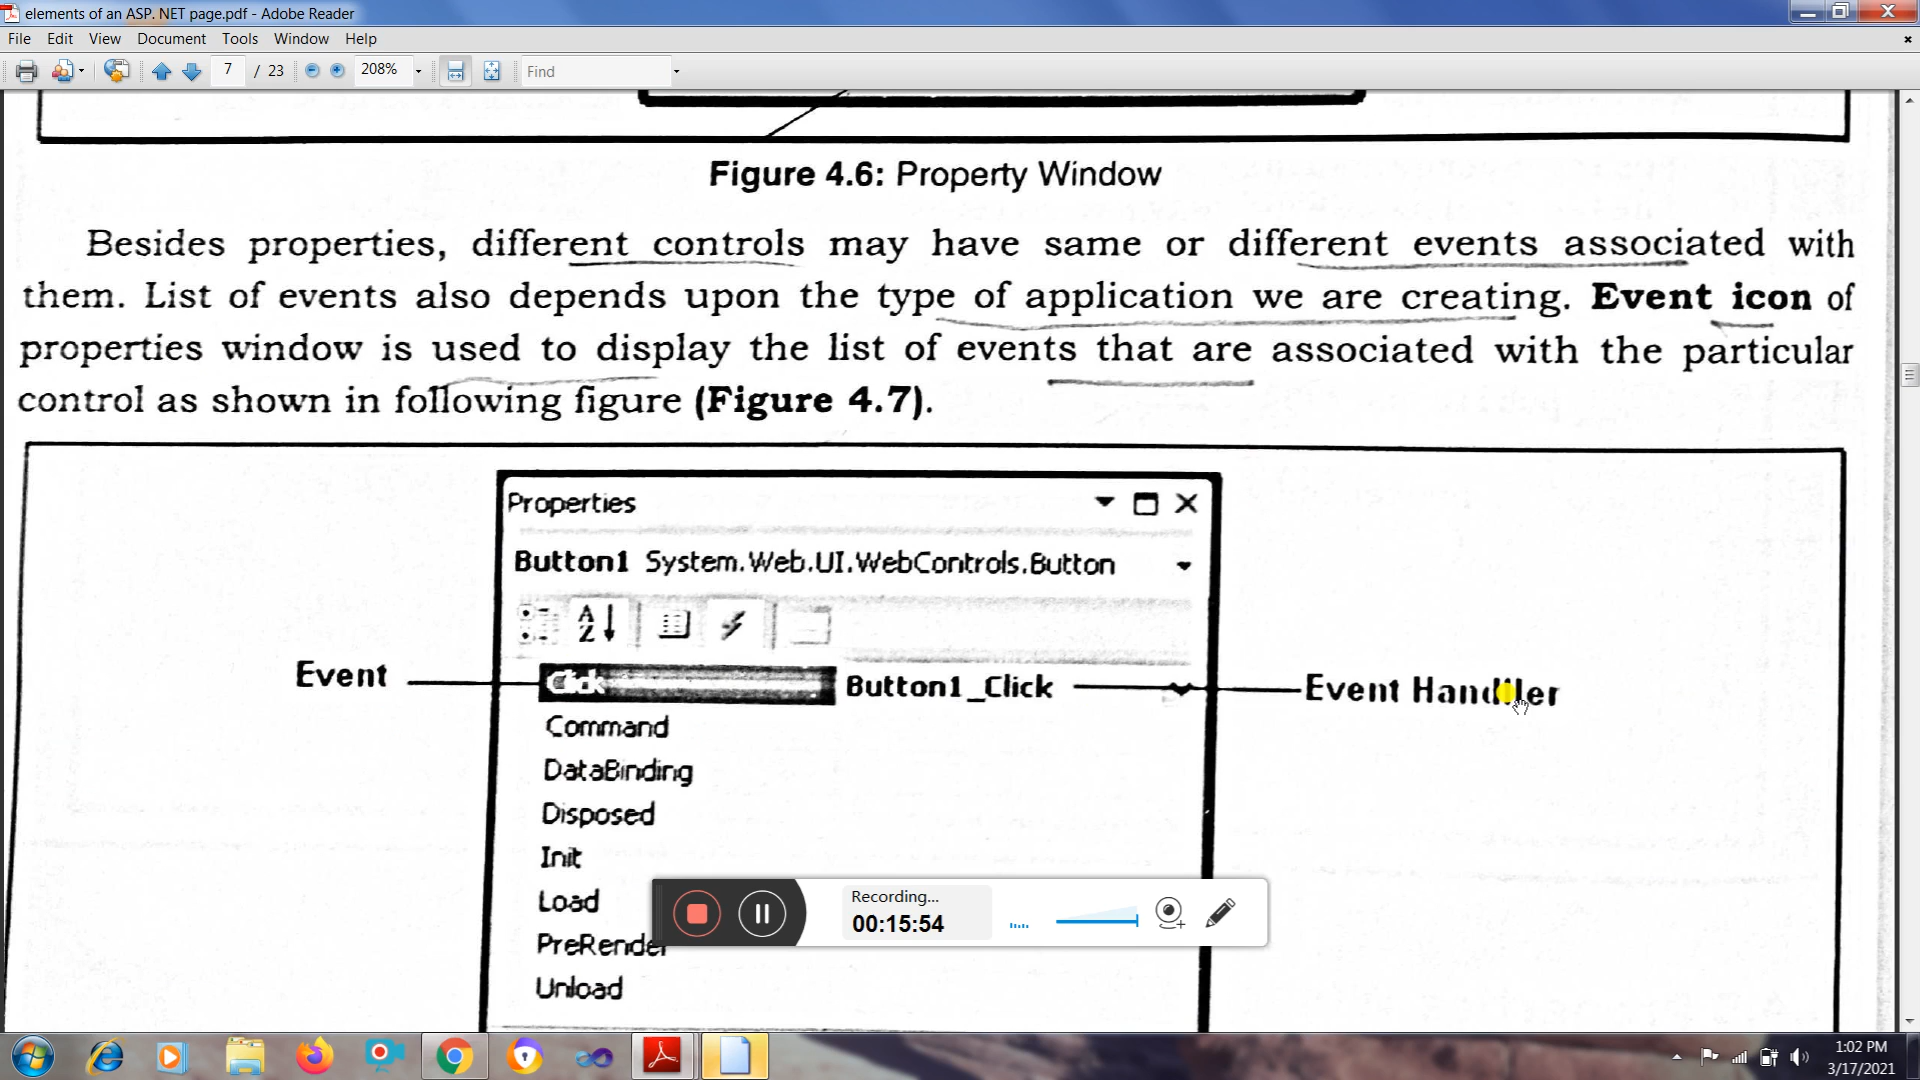 elements of an ASP. NET page.pdf - Adobe Reader
File Edit View Document Tools Window Help
7 / 23 208% Find
Figure 4.6: Property Window
Besides properties, different controls may have same or different events associated with
them. List of events also depends upon the type of application we are creating. Event icon of
properties window is used to display the list of events that are associated with the particular
control as shown in following figure (Figure 4.7).
Properties
Button1 System.Web.UI.WebControls.Button
Event Click Button1_Click Event Handler
Command
DataBinding
Disposed
Init
Load
PreRender
Unload
Recording...
00:15:54
1:02 PM
3/17/2021